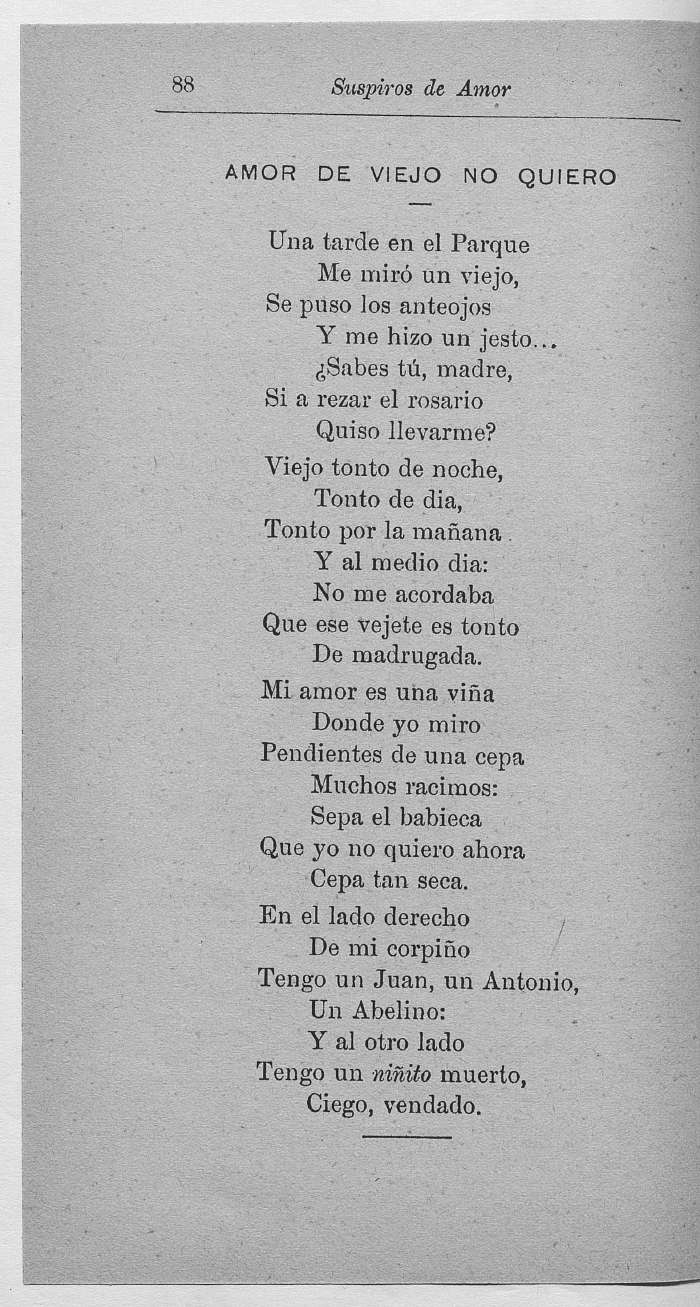 88 Suspiros de Amor
AMOR DE VIEJO NO QUIERO
Una tarde en el Parque
Me miró un viejo,
Se puso los anteojos
Y me hizo un jesto...
¿Sabes tú, madre,
Si a rezar el rosario
Quiso llevarme?
Viejo tonto de noche,
Tonto de dia,
Tonto por la mañana
Y al medio dia:
No me acordaba
Que ese vejete es tonto
De madrugada.
Mi amor es una viña
Donde yo miro
Pendientes de una cepa
Muchos racimos:
Sepa el babieca
Que yo no quiero ahora
Cepa tan seca.
En el lado derecho
De mi corpiño
Tengo un Juan, un Antonio,
Un Abelino:
Y al otro lado
Tengo un niñito muerto,
Ciego, vendado.